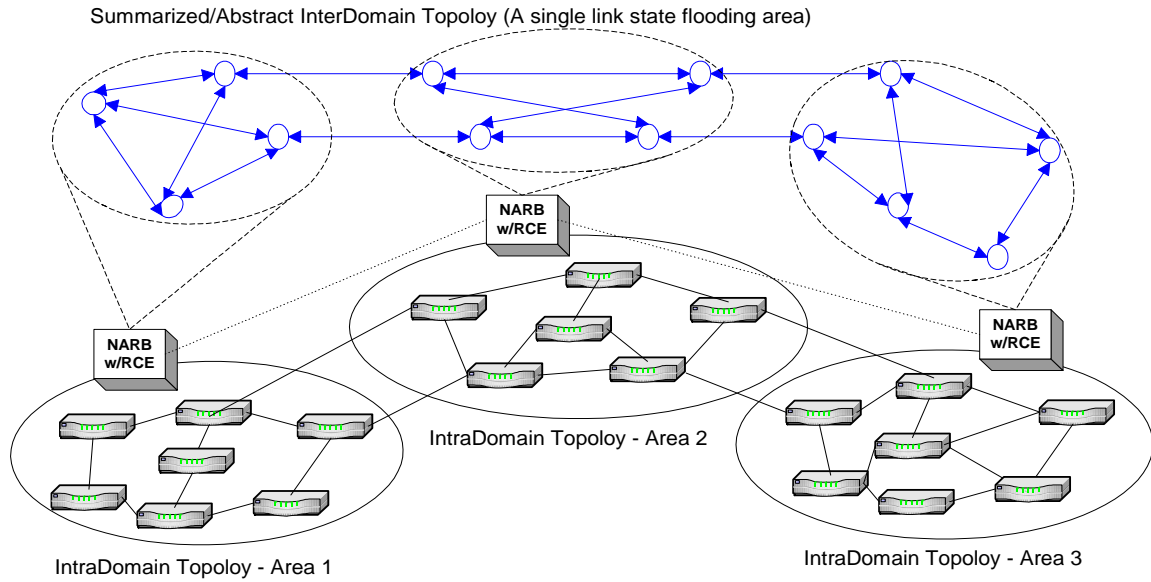 Summarized/Abstract InterDomain Topoloy (A single link state flooding area)
NARB
w/RCE
NARB
w/RCE
NARB
w/RCE
IntraDomain Topoloy - Area 2
IntraDomain Topoloy - Area 1
IntraDomain Topoloy - Area 3